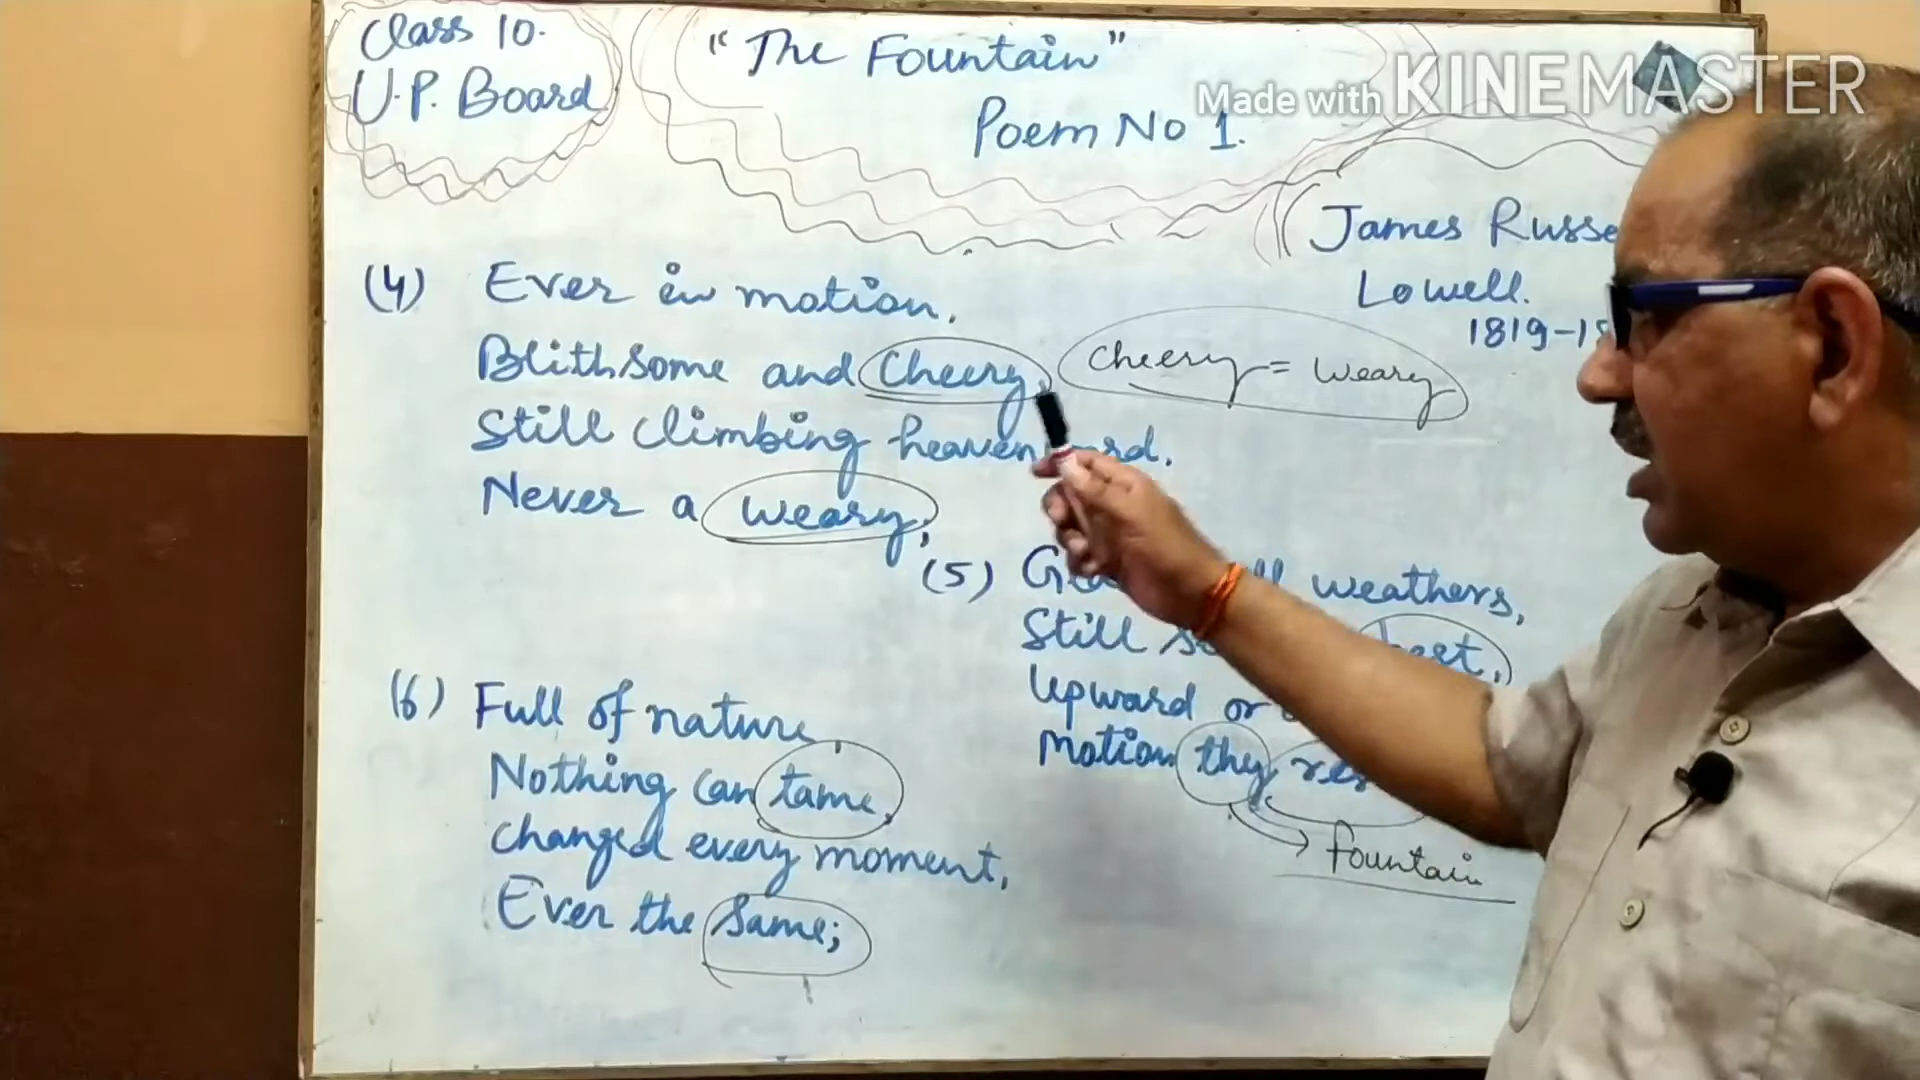 Class 10.
U.P. Board
"The Fountain"
Poem No 1.
Made with KINEMASTER
James Russe
Lowell.
1819-1
(4) Ever in motion.
Blithsome and Cheery,
cheery = weary
Still climbing heaven
Never a weary;
(5) weathers,
Still
Upward or
Motion thy
fountain
(6) Full of nature,
Nothing can tame.
changed every moment,
Ever the Same;